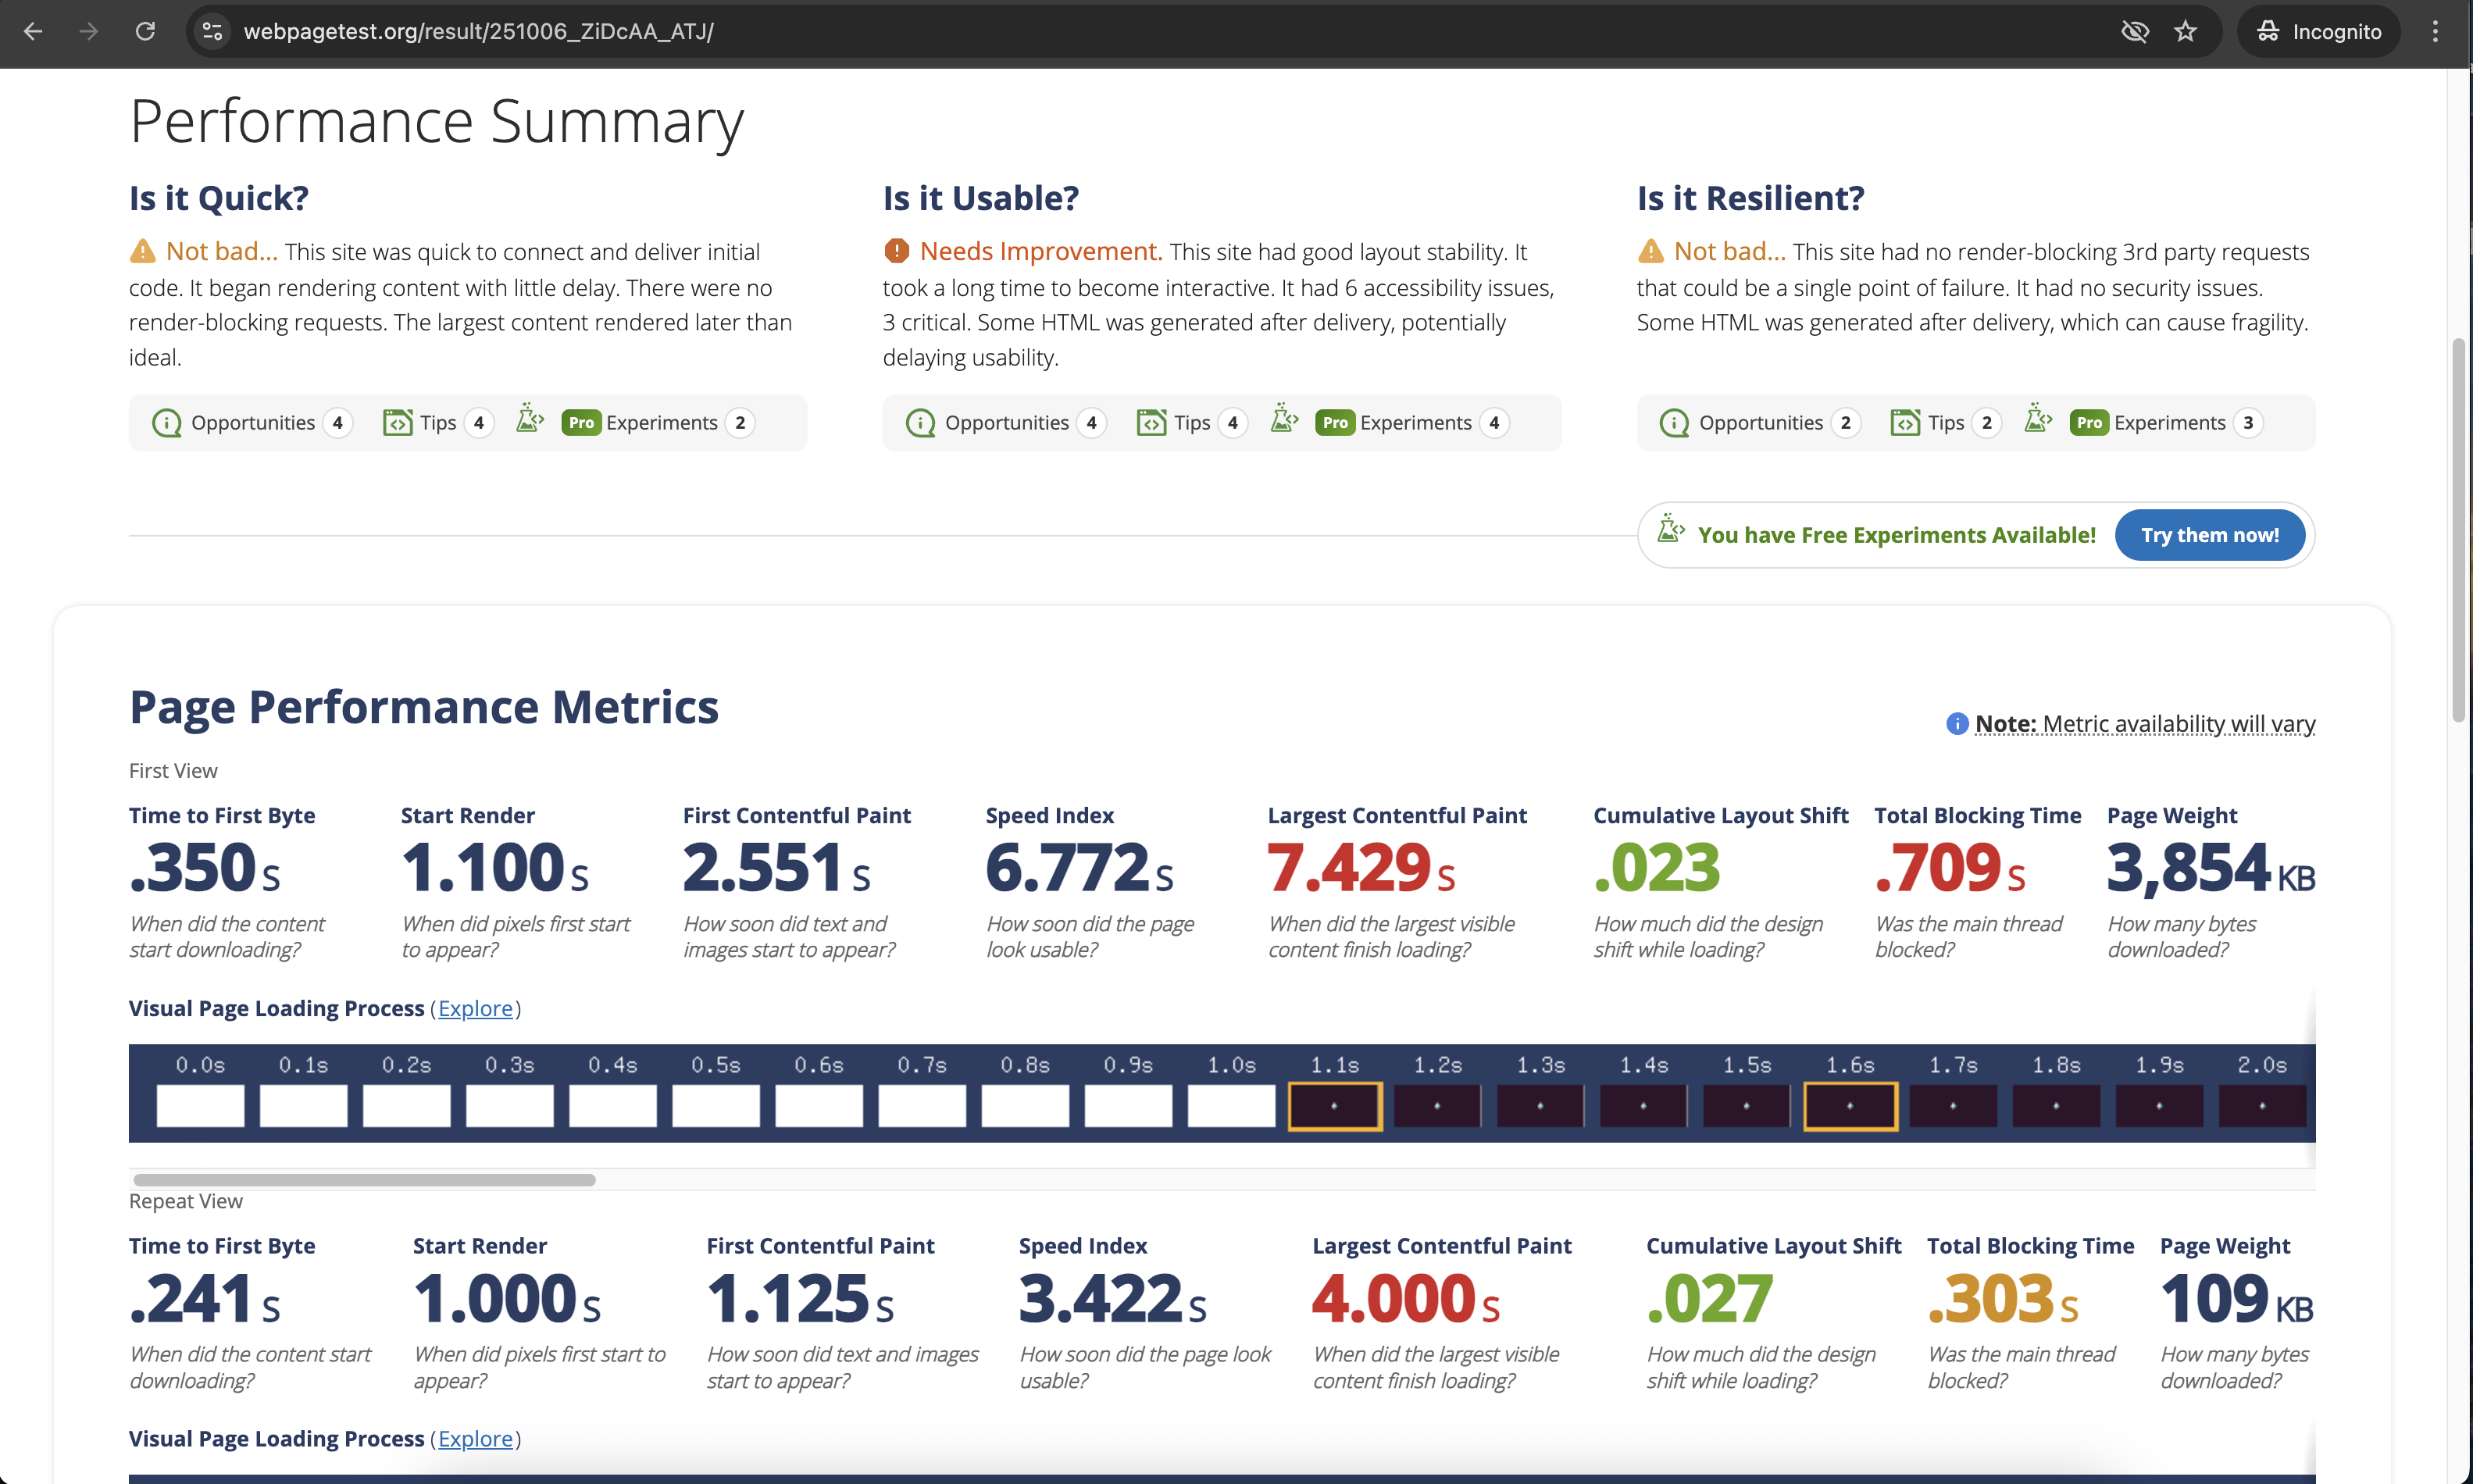 webpagetest.org/result/251006_ZiDcAA_ATJ/
Incognito
Performance Summary
Is it Quick?
Not bad... This site was quick to connect and deliver initial
code. It began rendering content with little delay. There were no
render-blocking requests. The largest content rendered later than
ideal.
Opportunities 4 Tips 4 Pro Experiments 2
Is it Usable?
Needs Improvement. This site had good layout stability. It
took a long time to become interactive. It had 6 accessibility issues,
3 critical. Some HTML was generated after delivery, potentially
delaying usability.
Opportunities 4 Tips 4 Pro Experiments 4
Is it Resilient?
Not bad... This site had no render-blocking 3rd party requests
that could be a single point of failure. It had no security issues.
Some HTML was generated after delivery, which can cause fragility.
Opportunities 2 Tips 2 Pro Experiments 3
You have Free Experiments Available! Try them now!
Page Performance Metrics
Note: Metric availability will vary
First View
Time to First Byte
.350 s
When did the content
start downloading?
Start Render
1.100 s
When did pixels first start
to appear?
First Contentful Paint
2.551 s
How soon did text and
images start to appear?
Speed Index
6.772 s
How soon did the page
look usable?
Largest Contentful Paint
7.429 s
When did the largest visible
content finish loading?
Cumulative Layout Shift
.023
How much did the design
shift while loading?
Total Blocking Time
.709 s
Was the main thread
blocked?
Page Weight
3,854 KB
How many bytes
downloaded?
Visual Page Loading Process (Explore)
0.0s 0.1s 0.2s 0.3s 0.4s 0.5s 0.6s 0.7s 0.8s 0.9s 1.0s 1.1s 1.2s 1.3s 1.4s 1.5s 1.6s 1.7s 1.8s 1.9s 2.0s
Repeat View
Time to First Byte
.241 s
When did the content start
downloading?
Start Render
1.000 s
When did pixels first start to
appear?
First Contentful Paint
1.125 s
How soon did text and images
start to appear?
Speed Index
3.422 s
How soon did the page look
usable?
Largest Contentful Paint
4.000 s
When did the largest visible
content finish loading?
Cumulative Layout Shift
.027
How much did the design
shift while loading?
Total Blocking Time
.303 s
Was the main thread
blocked?
Page Weight
109 KB
How many bytes
downloaded?
Visual Page Loading Process (Explore)